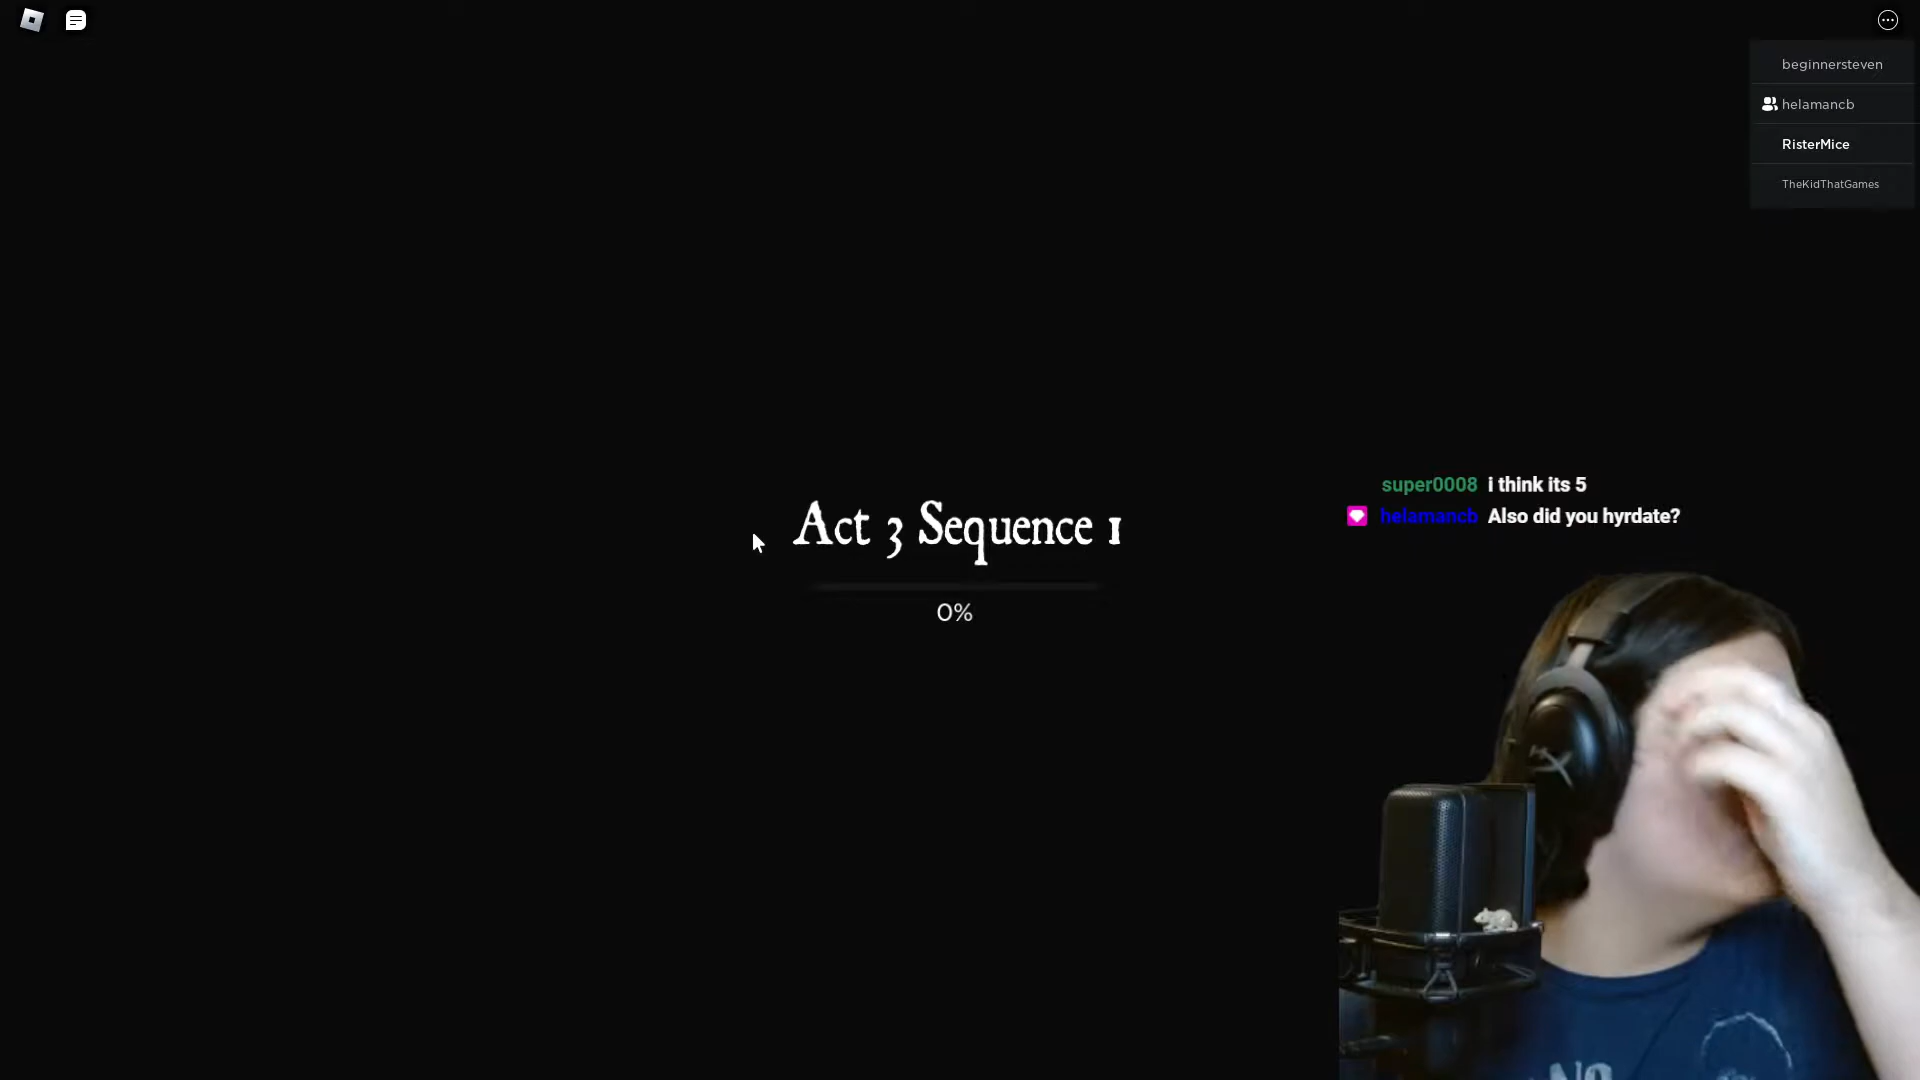 beginnersteven
helamancb
RisterMice
TheKidThatGames
super0008 i think its 5
helamancb Also did you hyrdate?
Act 3 Sequence 1
0%